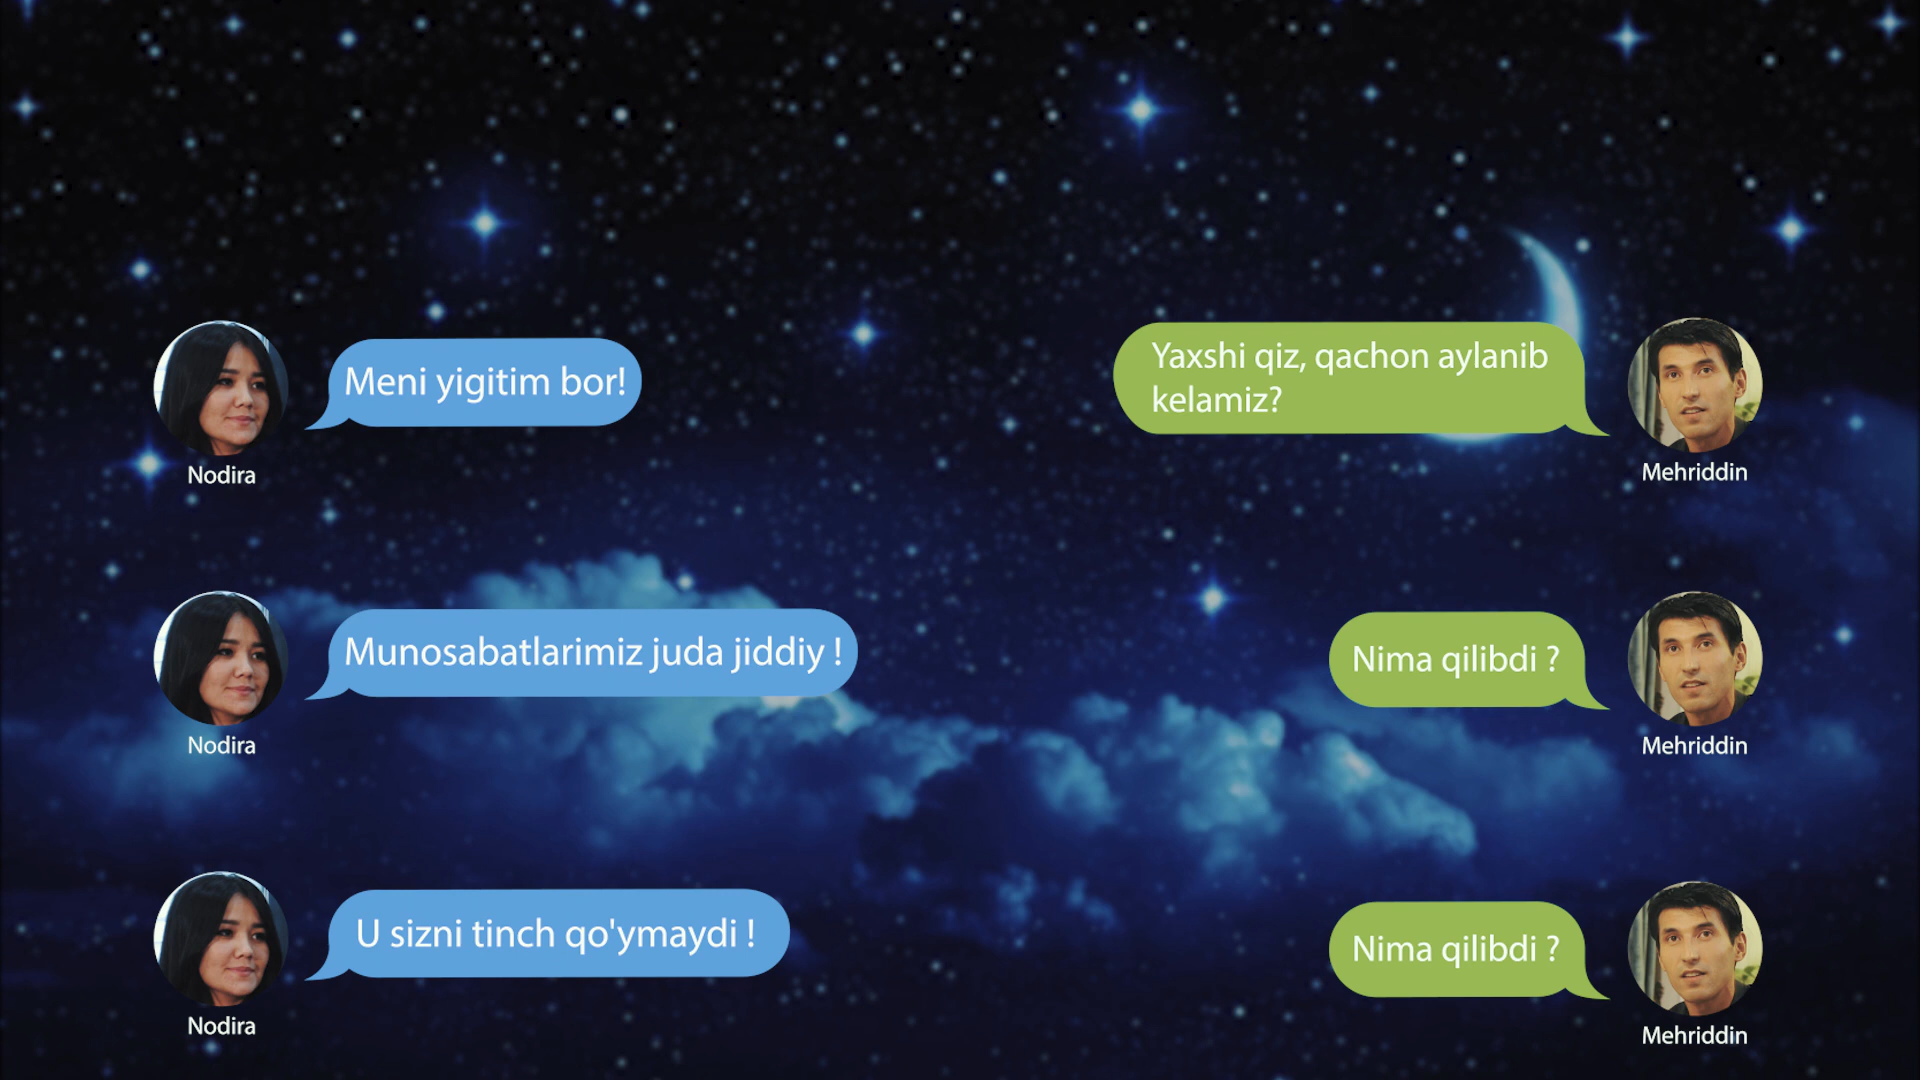 Yaxshi qiz, qachon aylanib
kelamiz?
Mehriddin
Meni yigitim bor!
Nodira
Nima qilibdi ?
Mehriddin
Munosabatlarimiz juda jiddiy !
Nodira
Nima qilibdi ?
Mehriddin
U sizni tinch qo'ymaydi !
Nodira